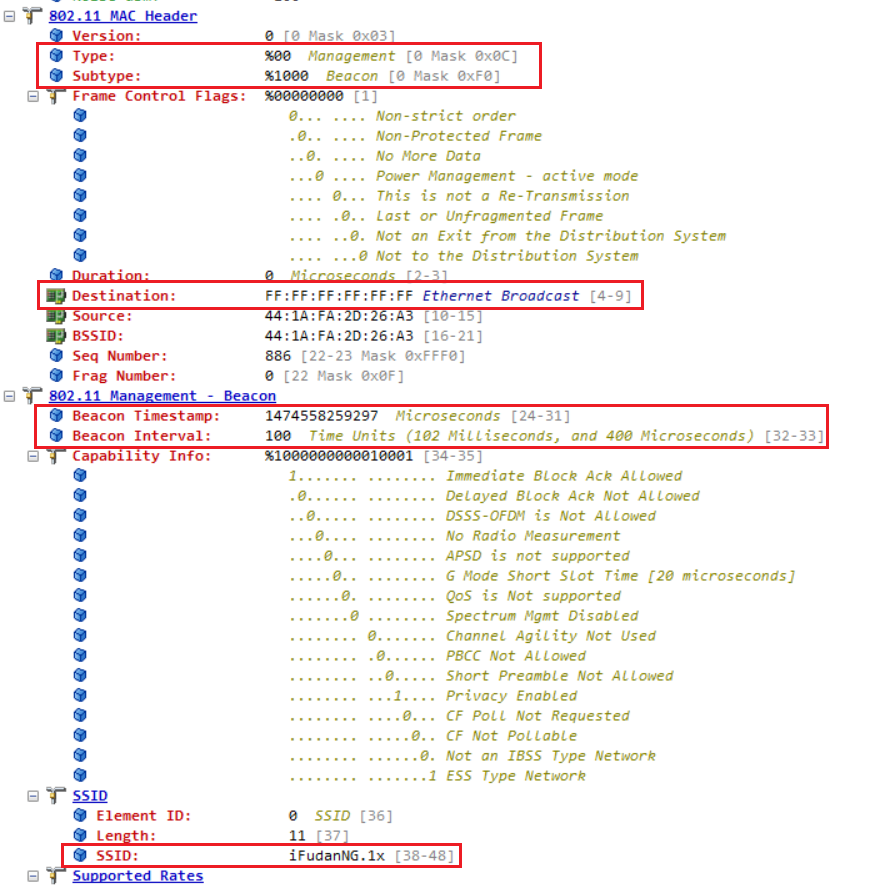 802.11 MAC Header
Version: 0 [0 Mask 0x03]
Type: %00 Management [0 Mask 0x0C]
Subtype: %1000 Beacon [0 Mask 0xF0]
Frame Control Flags: %00000000 [1]
0... .... Non-strict order
.0.. .... Non-Protected Frame
..0. .... No More Data
...0 .... Power Management - active mode
.... 0... This is not a Re-Transmission
.... .0.. Last or Unfragmented Frame
.... ..0. Not an Exit from the Distribution System
.... ...0 Not to the Distribution System
Duration: 0 Microseconds [2-3]
Destination: FF:FF:FF:FF:FF:FF Ethernet Broadcast [4-9]
Source: 44:1A:FA:2D:26:A3 [10-15]
BSSID: 44:1A:FA:2D:26:A3 [16-21]
Seq Number: 886 [22-23 Mask 0xFFF0]
Frag Number: 0 [22 Mask 0x0F]
802.11 Management - Beacon
Beacon Timestamp: 1474558259297 Microseconds [24-31]
Beacon Interval: 100 Time Units (102 Milliseconds, and 400 Microseconds) [32-33]
Capability Info: %1000000000010001 [34-35]
1....... ........ Immediate Block Ack Allowed
.0...... ........ Delayed Block Ack Not Allowed
..0..... ........ DSSS-OFDM is Not Allowed
...0.... ........ No Radio Measurement
....0... ........ APSD is not supported
.....0.. ........ G Mode Short Slot Time [20 microseconds]
......0. ........ QoS is Not supported
.......0 ........ Spectrum Mgmt Disabled
........ 0....... Channel Agility Not Used
........ .0...... PBCC Not Allowed
........ ..0..... Short Preamble Not Allowed
........ ...1.... Privacy Enabled
........ ....0... CF Poll Not Requested
........ .....0.. CF Not Pollable
........ ......0. Not an IBSS Type Network
........ .......1 ESS Type Network
SSID
Element ID: 0 SSID [36]
Length: 11 [37]
SSID: iFudanNG.1x [38-48]
Supported Rates